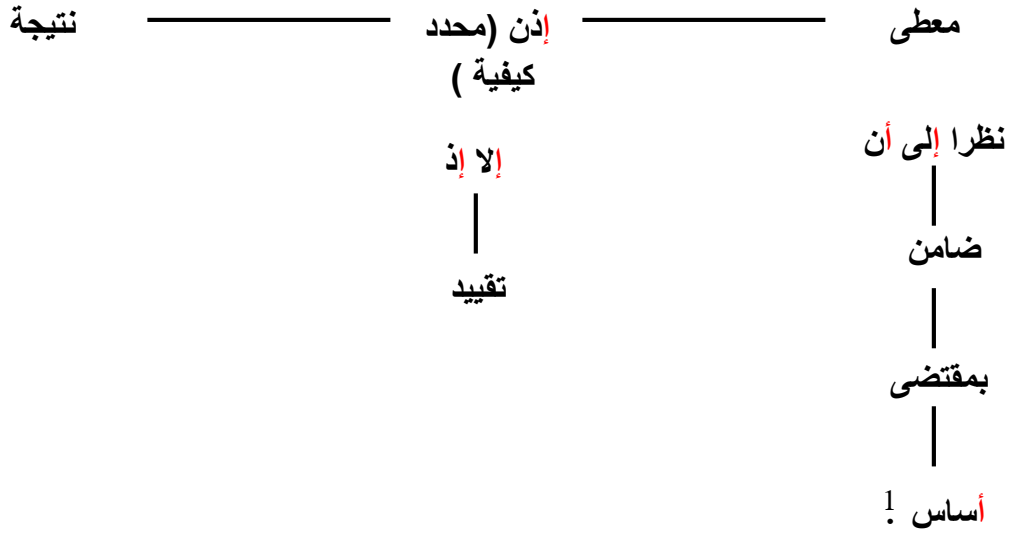 معطى إذن (محدد نتيجة
كيفية )
نظرا إلى أن
إلا إذ
ضامن
تقييد
بمقتضى
أساس 1.